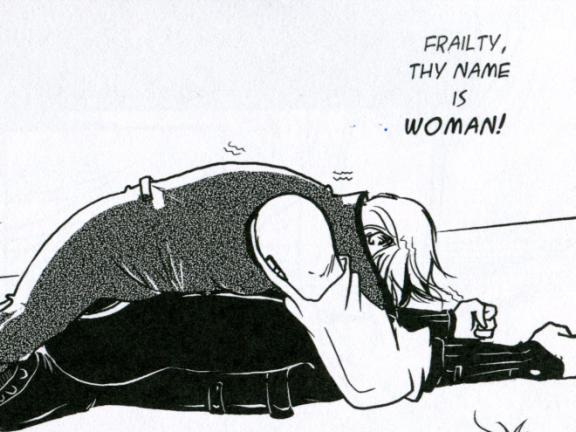 FRAILTY,
THY NAME
IS
WOMAN!